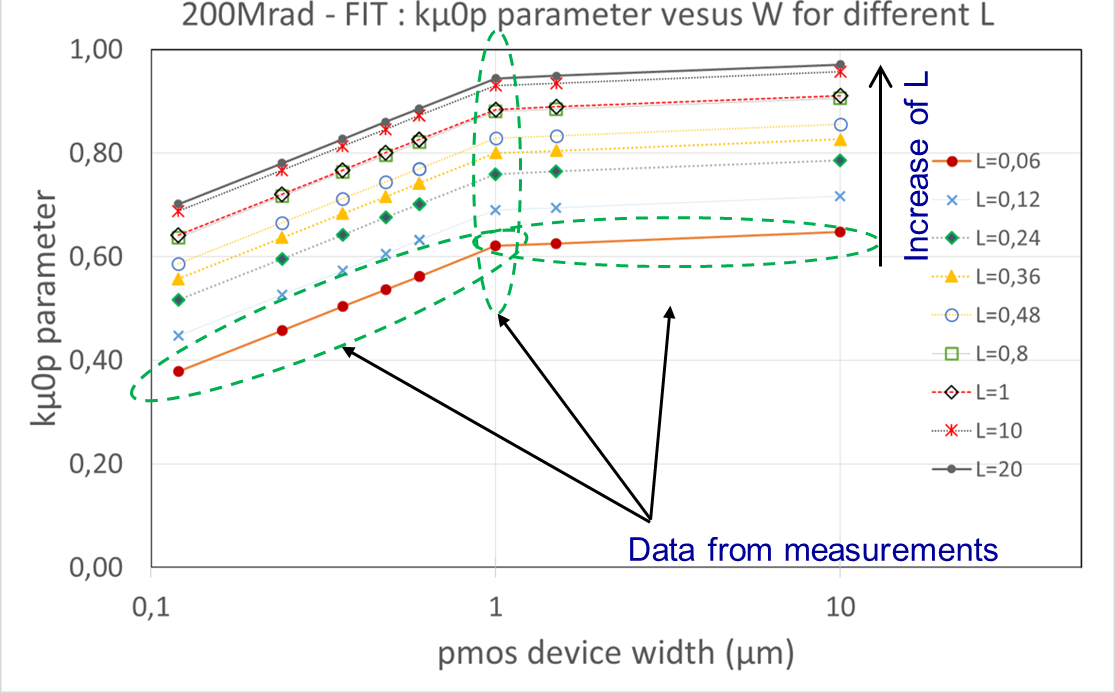 200Mrad - FIT : kµ0p parameter vesus W for different L
1,00
0,80
0,60
0,40
0,20
0,00
kµ0p parameter
0,1
1
10
pmos device width (µm)
Increase of L
L=0,06
L=0,12
L=0,24
L=0,36
L=0,48
L=0,8
L=1
L=10
L=20
Data from measurements